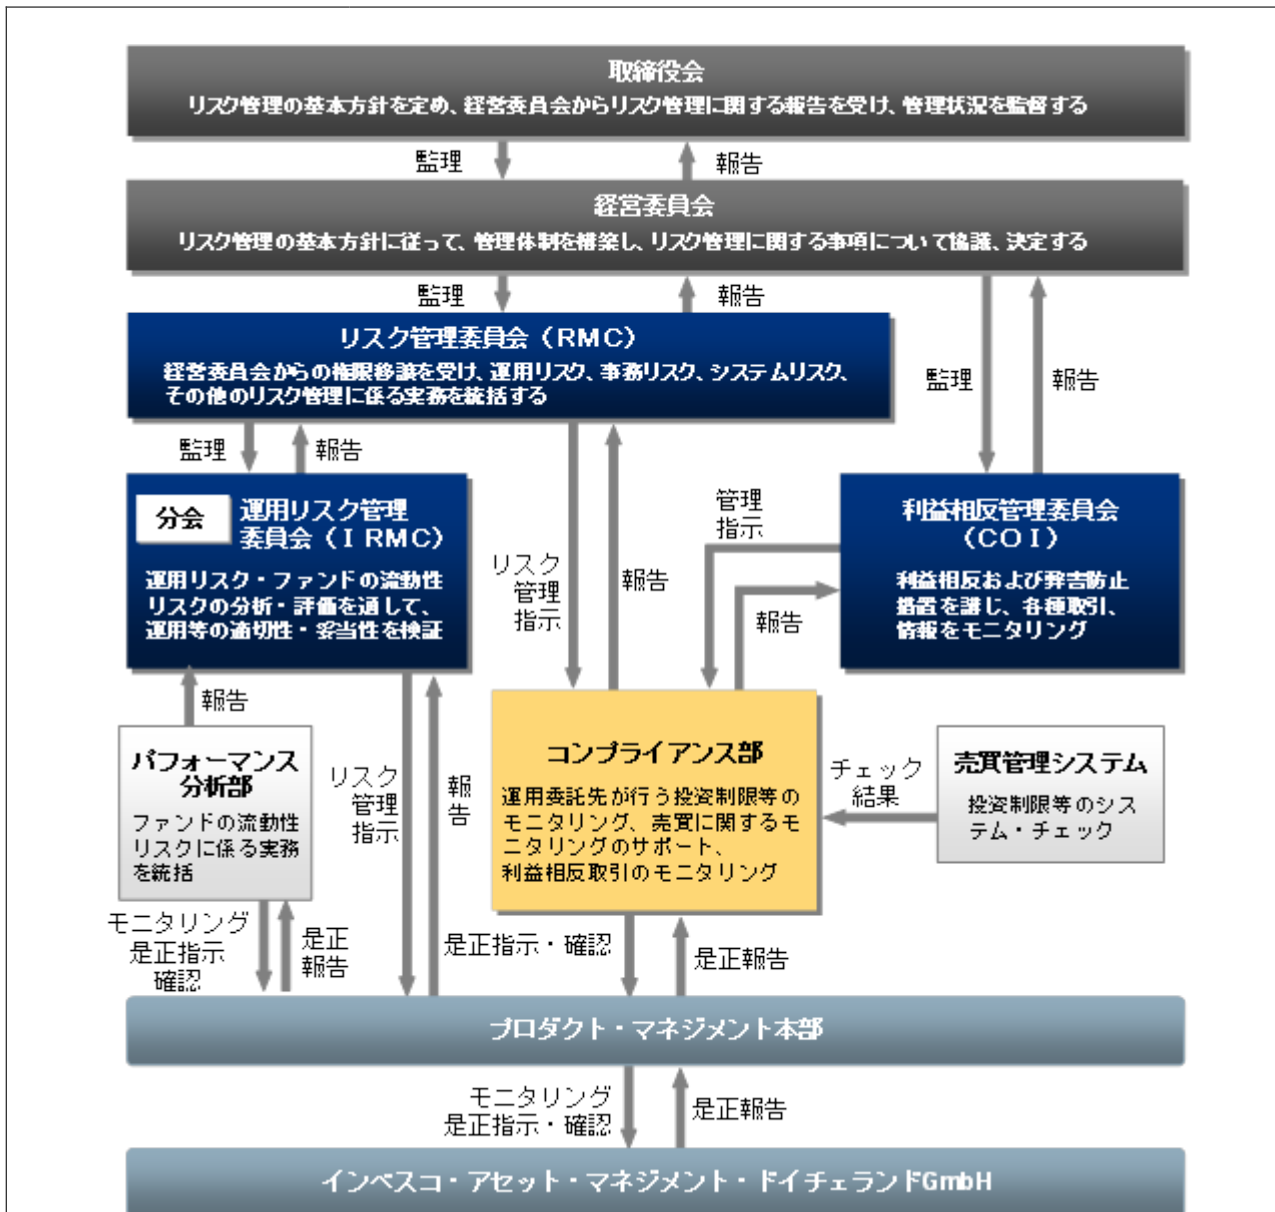 取締役会
リスク管理の基本方針を定め、経営委員会からリスク管理に関する報告を受け、管理状況を監督する
監理
報告
経営委員会
リスク管理の基本方針に従って、管理体制を構築し、リスク管理に関する事項について協議、決定する
監理
報告
リスク管理委員会（RMC）
経営委員会からの権限移譲を受け、運用リスク、事務リスク、システムリスク、
その他のリスク管理に係る実務を統括する
監理
報告
監理
報告
分会
運用リスク管理
委員会（ＩRMC）
運用リスク・ファンドの流動性
リスクの分析・評価を通して、
運用等の適切性・妥当性を検証
リスク
管理
指示
報告
管理
指示
報告
利益相反管理委員会
（COI）
利益相反および弊害防止
措置を講じ、各種取引、
情報をモニタリング
報告
パフォーマンス
分析部
ファンドの流動性
リスクに係る実務
を統括
リスク
管理
指示
報
告
コンプライアンス部
運用委託先が行う投資制限等の
モニタリング、売買に関するモ
ニタリングのサポート、
利益相反取引のモニタリング
チェック
結果
売買管理システム
投資制限等のシス
テム・チェック
モニタリング
是正指示
確認
是正
報告
是正指示・確認
是正報告
プロダクト・マネジメント本部
モニタリング
是正指示・確認
是正報告
インベスコ・アセット・マネジメント・ドイチェランドGmbH